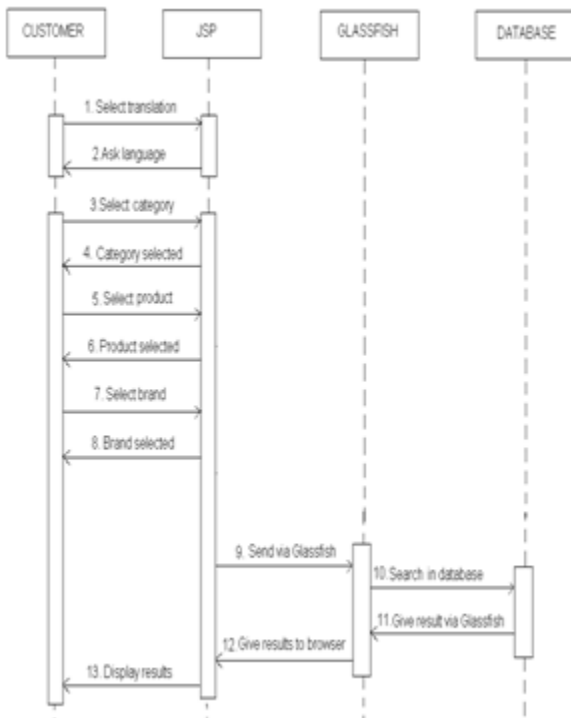 CUSTOMER
JSP
GLASSFISH
DATABASE
1. Select translation
2.Ask language
3.Select category
4. Category selected
5. Select product
6. Product selected
7. Select brand
8. Brand selected
9. Send via Glassfish
10.Search in database
11.Give result via Glassfish
12. Give results to browser
13. Display results